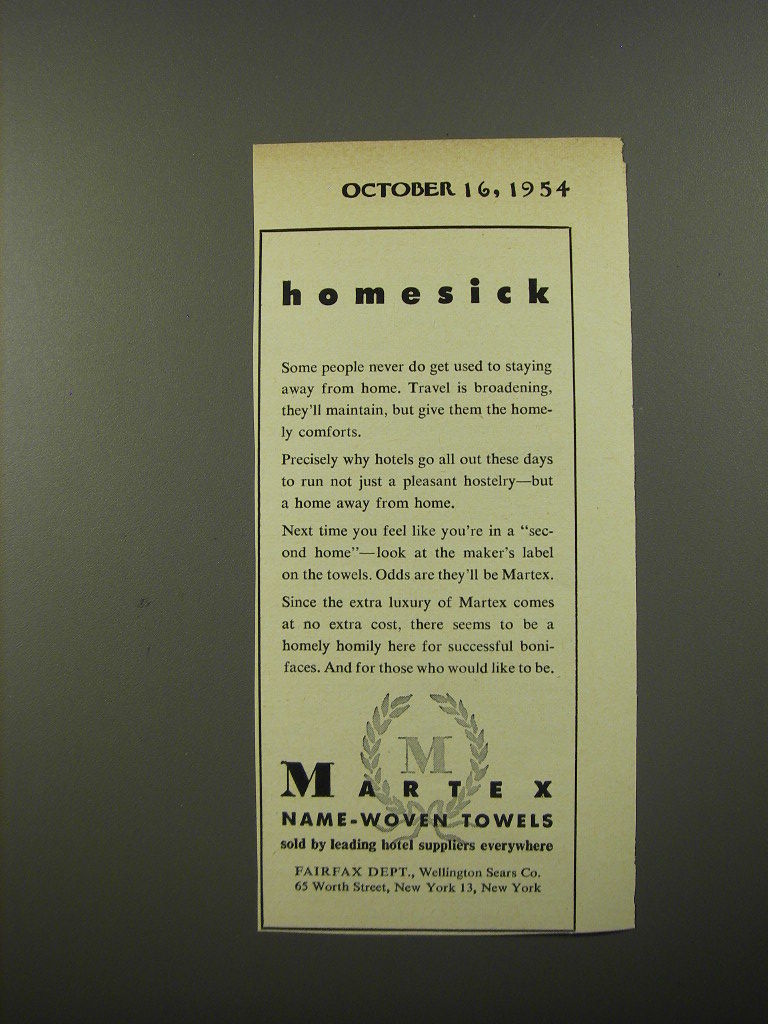 OCTOBER 16, 1954
homesick
Some people never do get used to staying
away from home. Travel is broadening,
they'll maintain, but give them the home-
ly comforts.
Precisely why hotels go all out these days
to run not just a pleasant hostelry—but
a home away from home.
Next time you feel like you're in a "sec-
ond home"—look at the maker's label
on the towels. Odds are they'll be Martex.
Since the extra luxury of Martex comes
at no extra cost, there seems to be a
homely homily here for successful boni-
faces. And for those who would like to be.
M
MARTEX
NAME-WOVEN TOWELS
sold by leading hotel suppliers everywhere
FAIRFAX DEPT., Wellington Sears Co.
65 Worth Street, New York 13, New York